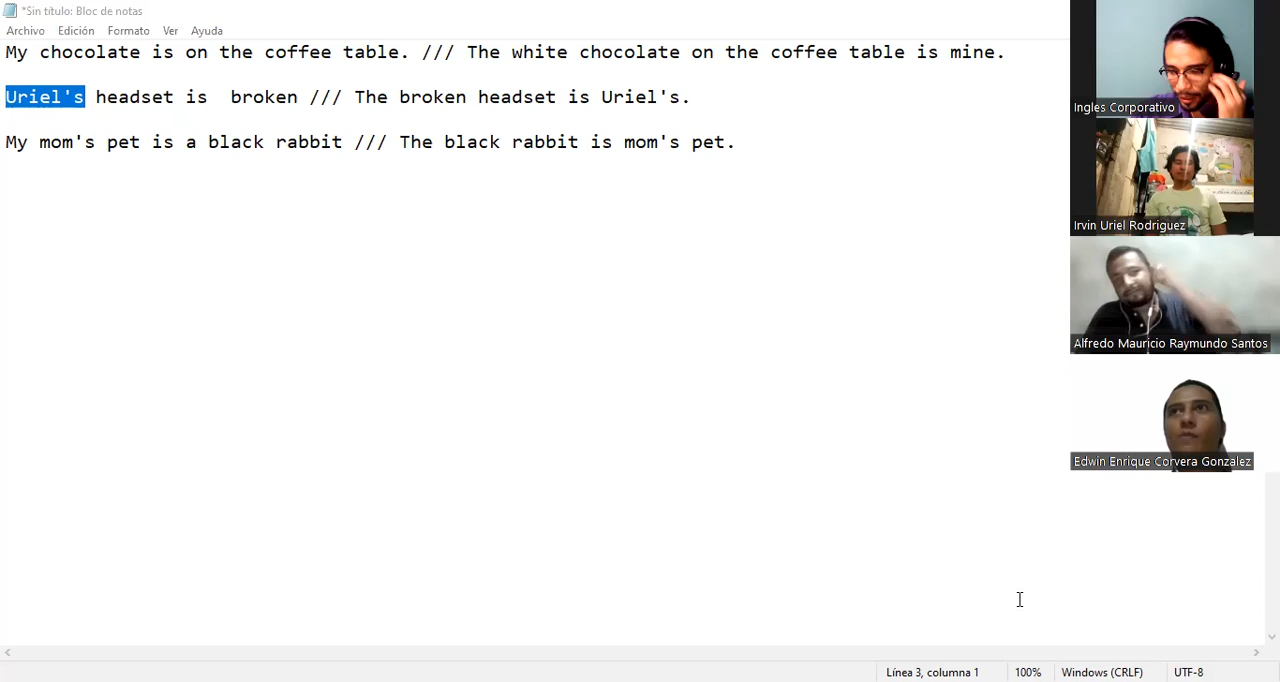 *Sin título: Bloc de notas
Archivo Edición Formato Ver Ayuda
My chocolate is on the coffee table. /// The white chocolate on the coffee table is mine.
Uriel's headset is  broken /// The broken headset is Uriel's.
My mom's pet is a black rabbit /// The black rabbit is mom's pet.
Ingles Corporativo
Irvin Uriel Rodriguez
Alfredo Mauricio Raymundo Santos
Edwin Enrique Corvera Gonzalez
Línea 3, columna 1 100% Windows (CRLF) UTF-8